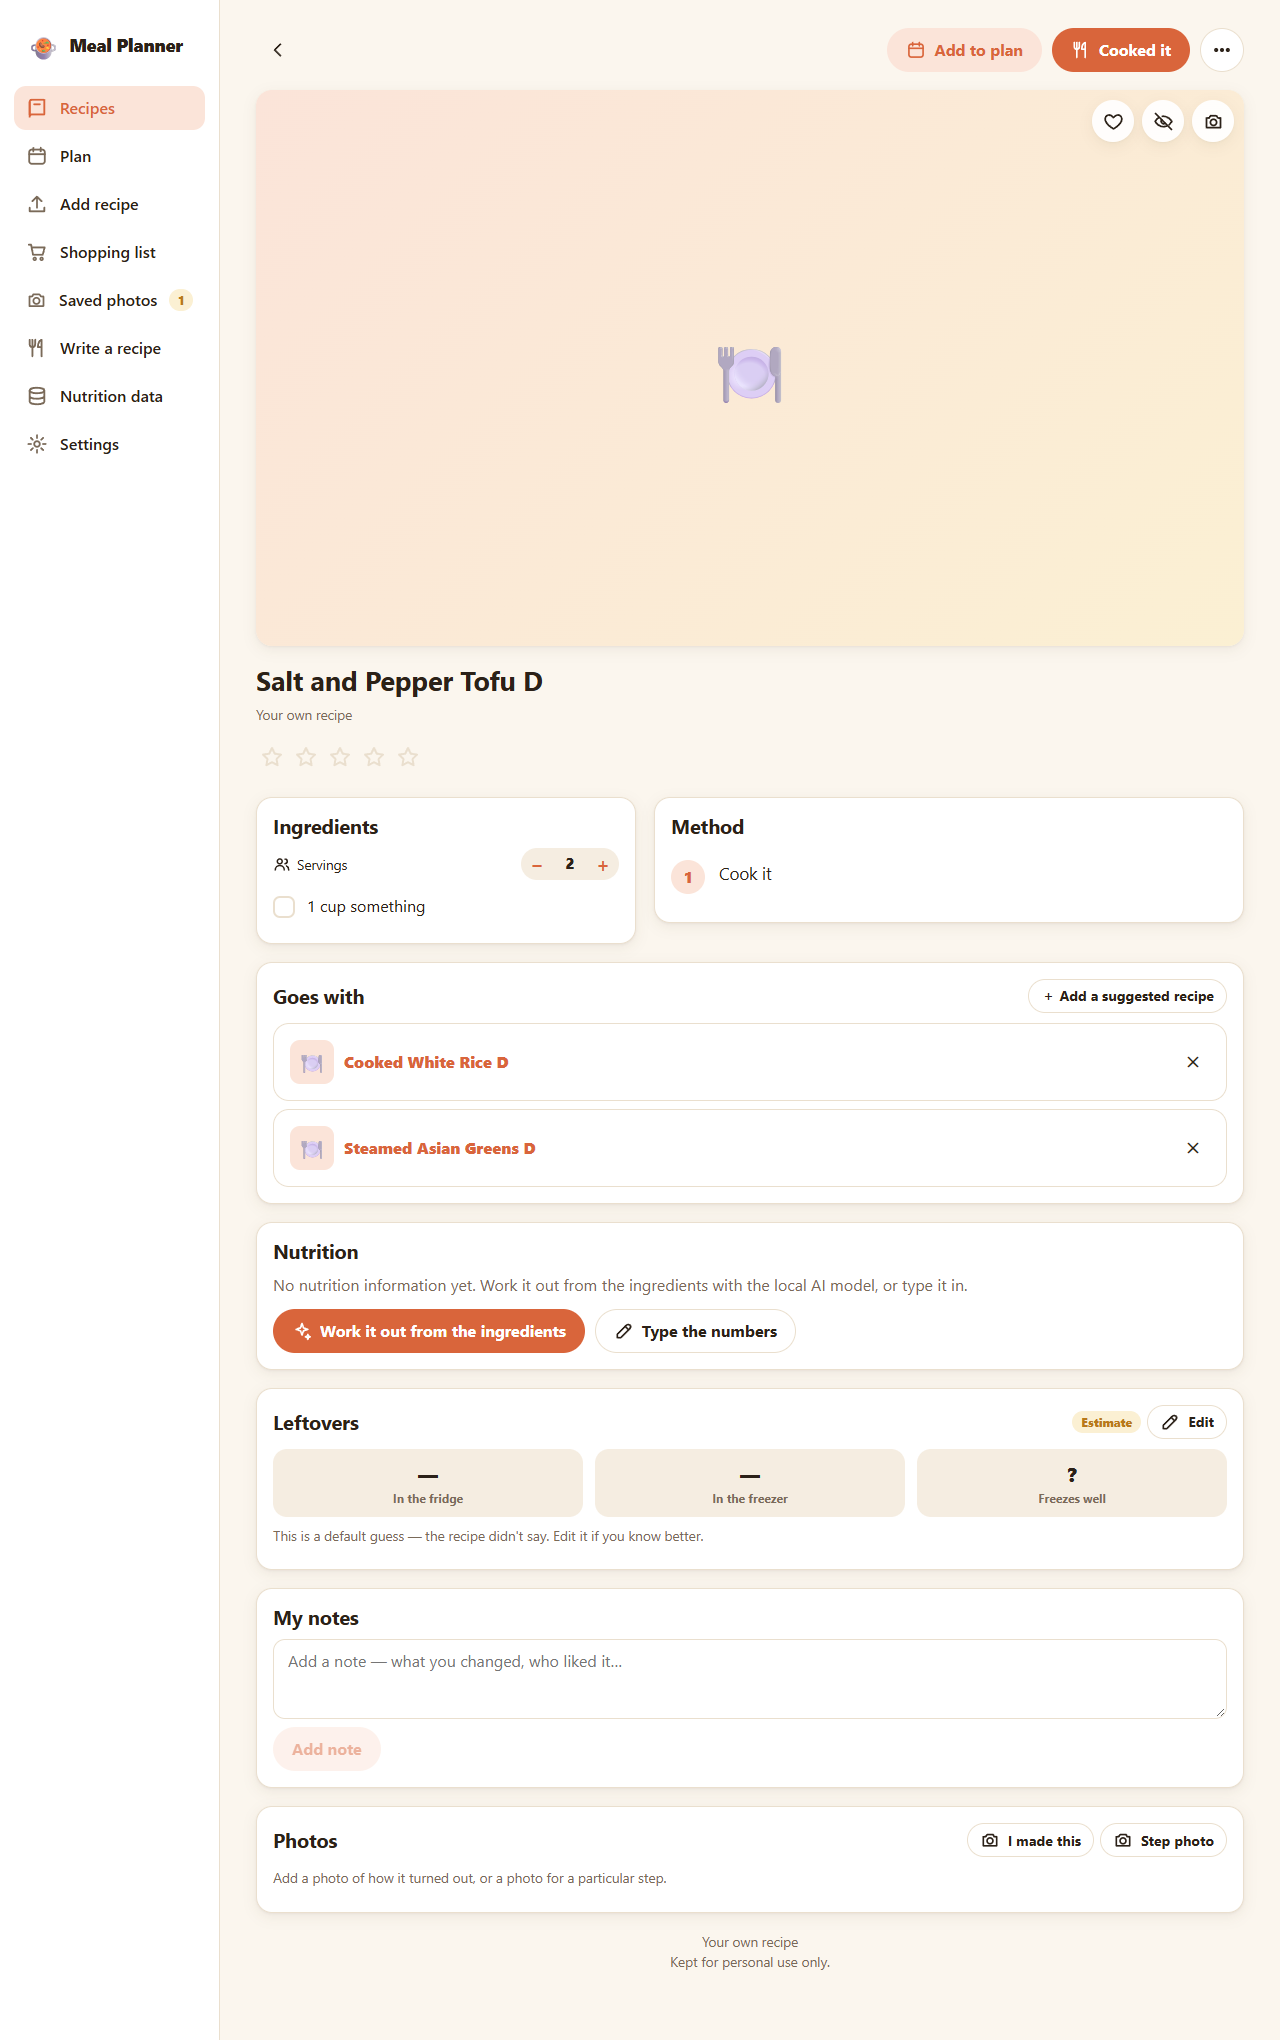 Meal Planner
Recipes
Plan
Add recipe
Shopping list
Saved photos 1
Write a recipe
Nutrition data
Settings
Add to plan
Cooked it
Salt and Pepper Tofu D
Your own recipe
Ingredients
Servings
− 2 +
1 cup something
Method
1 Cook it
Goes with
+ Add a suggested recipe
Cooked White Rice D
Steamed Asian Greens D
Nutrition
No nutrition information yet. Work it out from the ingredients with the local AI model, or type it in.
Work it out from the ingredients
Type the numbers
Leftovers
Estimate
Edit
—
In the fridge
—
In the freezer
?
Freezes well
This is a default guess — the recipe didn't say. Edit it if you know better.
My notes
Add a note — what you changed, who liked it...
Add note
Photos
I made this
Step photo
Add a photo of how it turned out, or a photo for a particular step.
Your own recipe
Kept for personal use only.